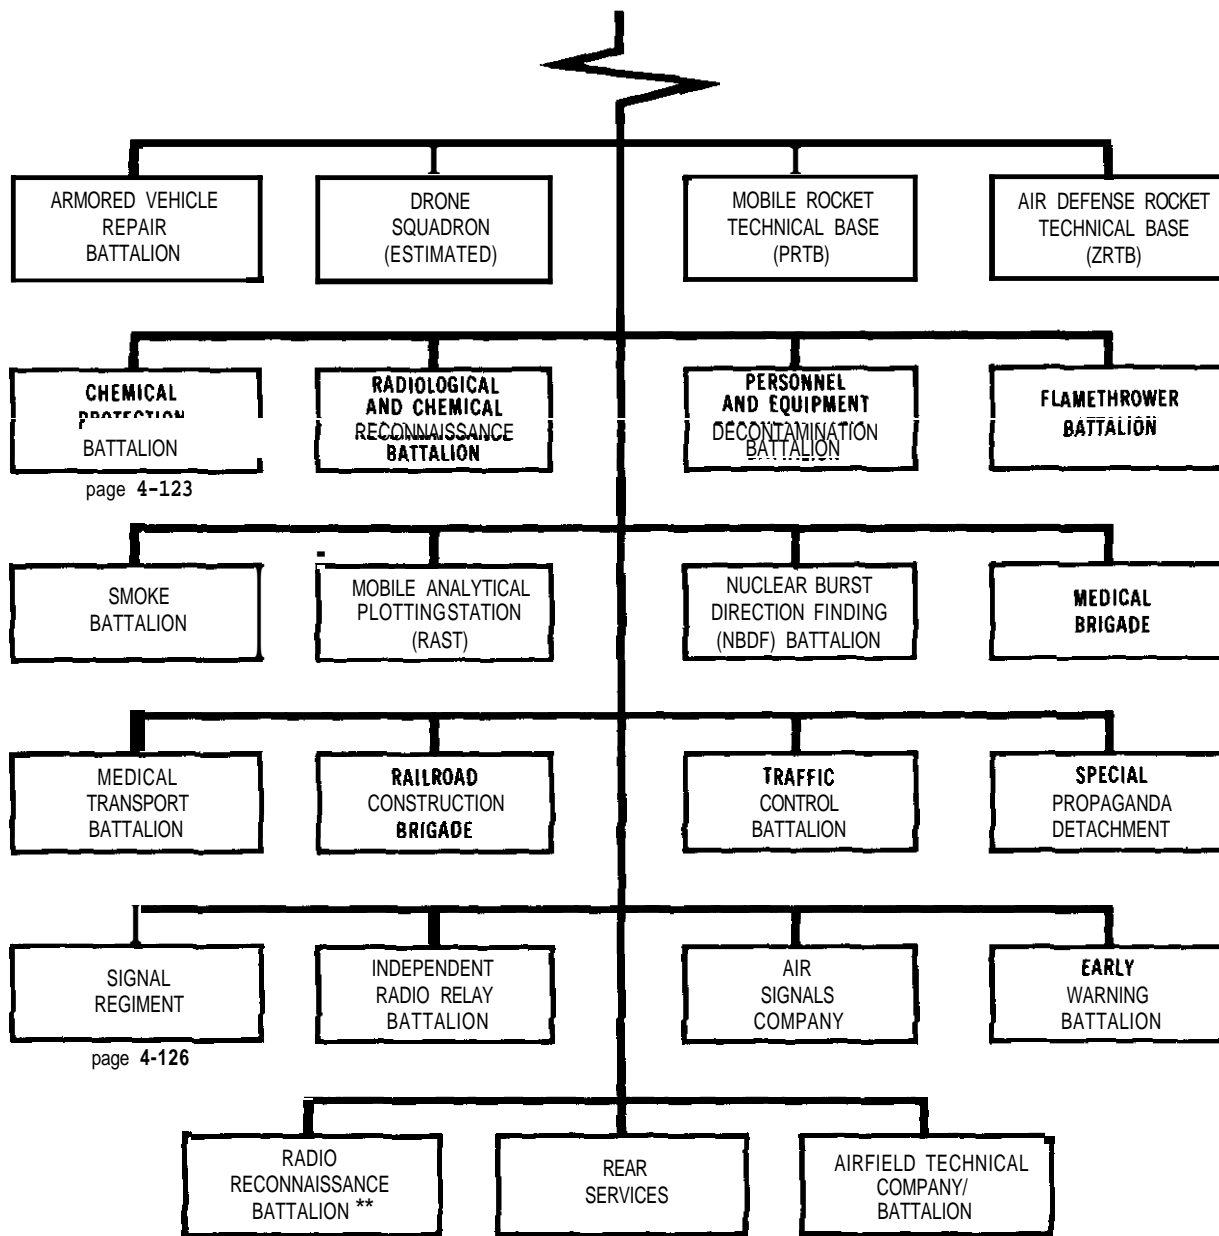 ARMORED VEHICLE
REPAIR
BATTALION
DRONE
SQUADRON
(ESTIMATED)
MOBILE ROCKET
TECHNICAL BASE
(PRTB)
AIR DEFENSE ROCKET
TECHNICAL BASE
(ZRTB)
CHEMICAL
PROTECTION
BATTALION
page 4-123
RADIOLOGICAL
AND CHEMICAL
RECONNAISSANCE
BATTALION
PERSONNEL
AND EQUIPMENT
DECONTAMINATION
BATTALION
FLAMETHROWER
BATTALION
SMOKE
BATTALION
MOBILE ANALYTICAL
PLOTTINGSTATION
(RAST)
NUCLEAR BURST
DIRECTION FINDING
(NBDF) BATTALION
MEDICAL
BRIGADE
MEDICAL
TRANSPORT
BATTALION
RAILROAD
CONSTRUCTION
BRIGADE
TRAFFIC
CONTROL
BATTALION
SPECIAL
PROPAGANDA
DETACHMENT
SIGNAL
REGIMENT
page 4-126
INDEPENDENT
RADIO RELAY
BATTALION
AIR
SIGNALS
COMPANY
EARLY
WARNING
BATTALION
RADIO
RECONNAISSANCE
BATTALION **
REAR
SERVICES
AIRFIELD TECHNICAL
COMPANY/
BATTALION